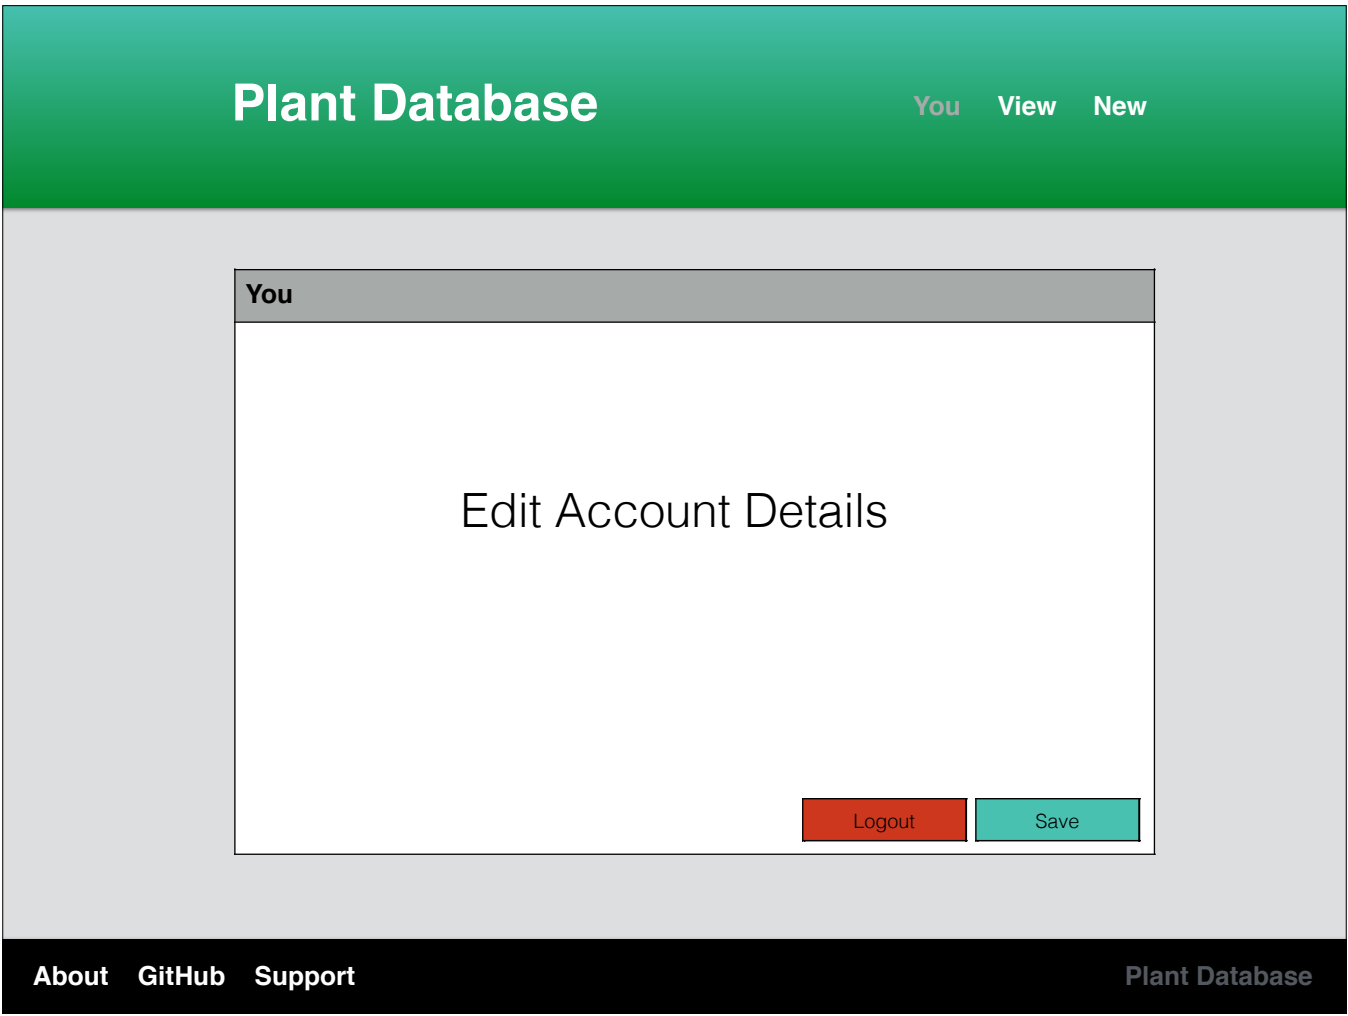 Plant Database
You View New
You
Edit Account Details
Logout Save
About GitHub Support Plant Database